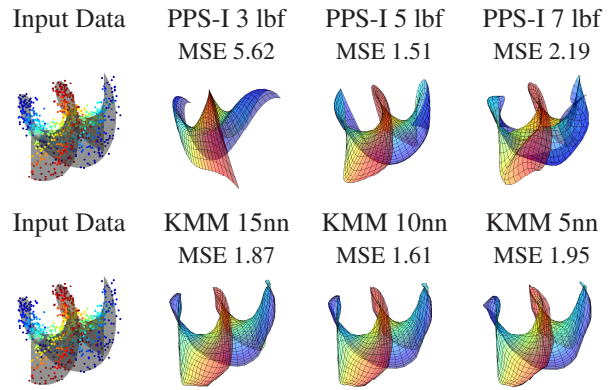 Input Data PPS-I 3 lbf PPS-I 5 lbf PPS-I 7 lbf
MSE 5.62 MSE 1.51 MSE 2.19
Input Data KMM 15nn KMM 10nn KMM 5nn
MSE 1.87 MSE 1.61 MSE 1.95